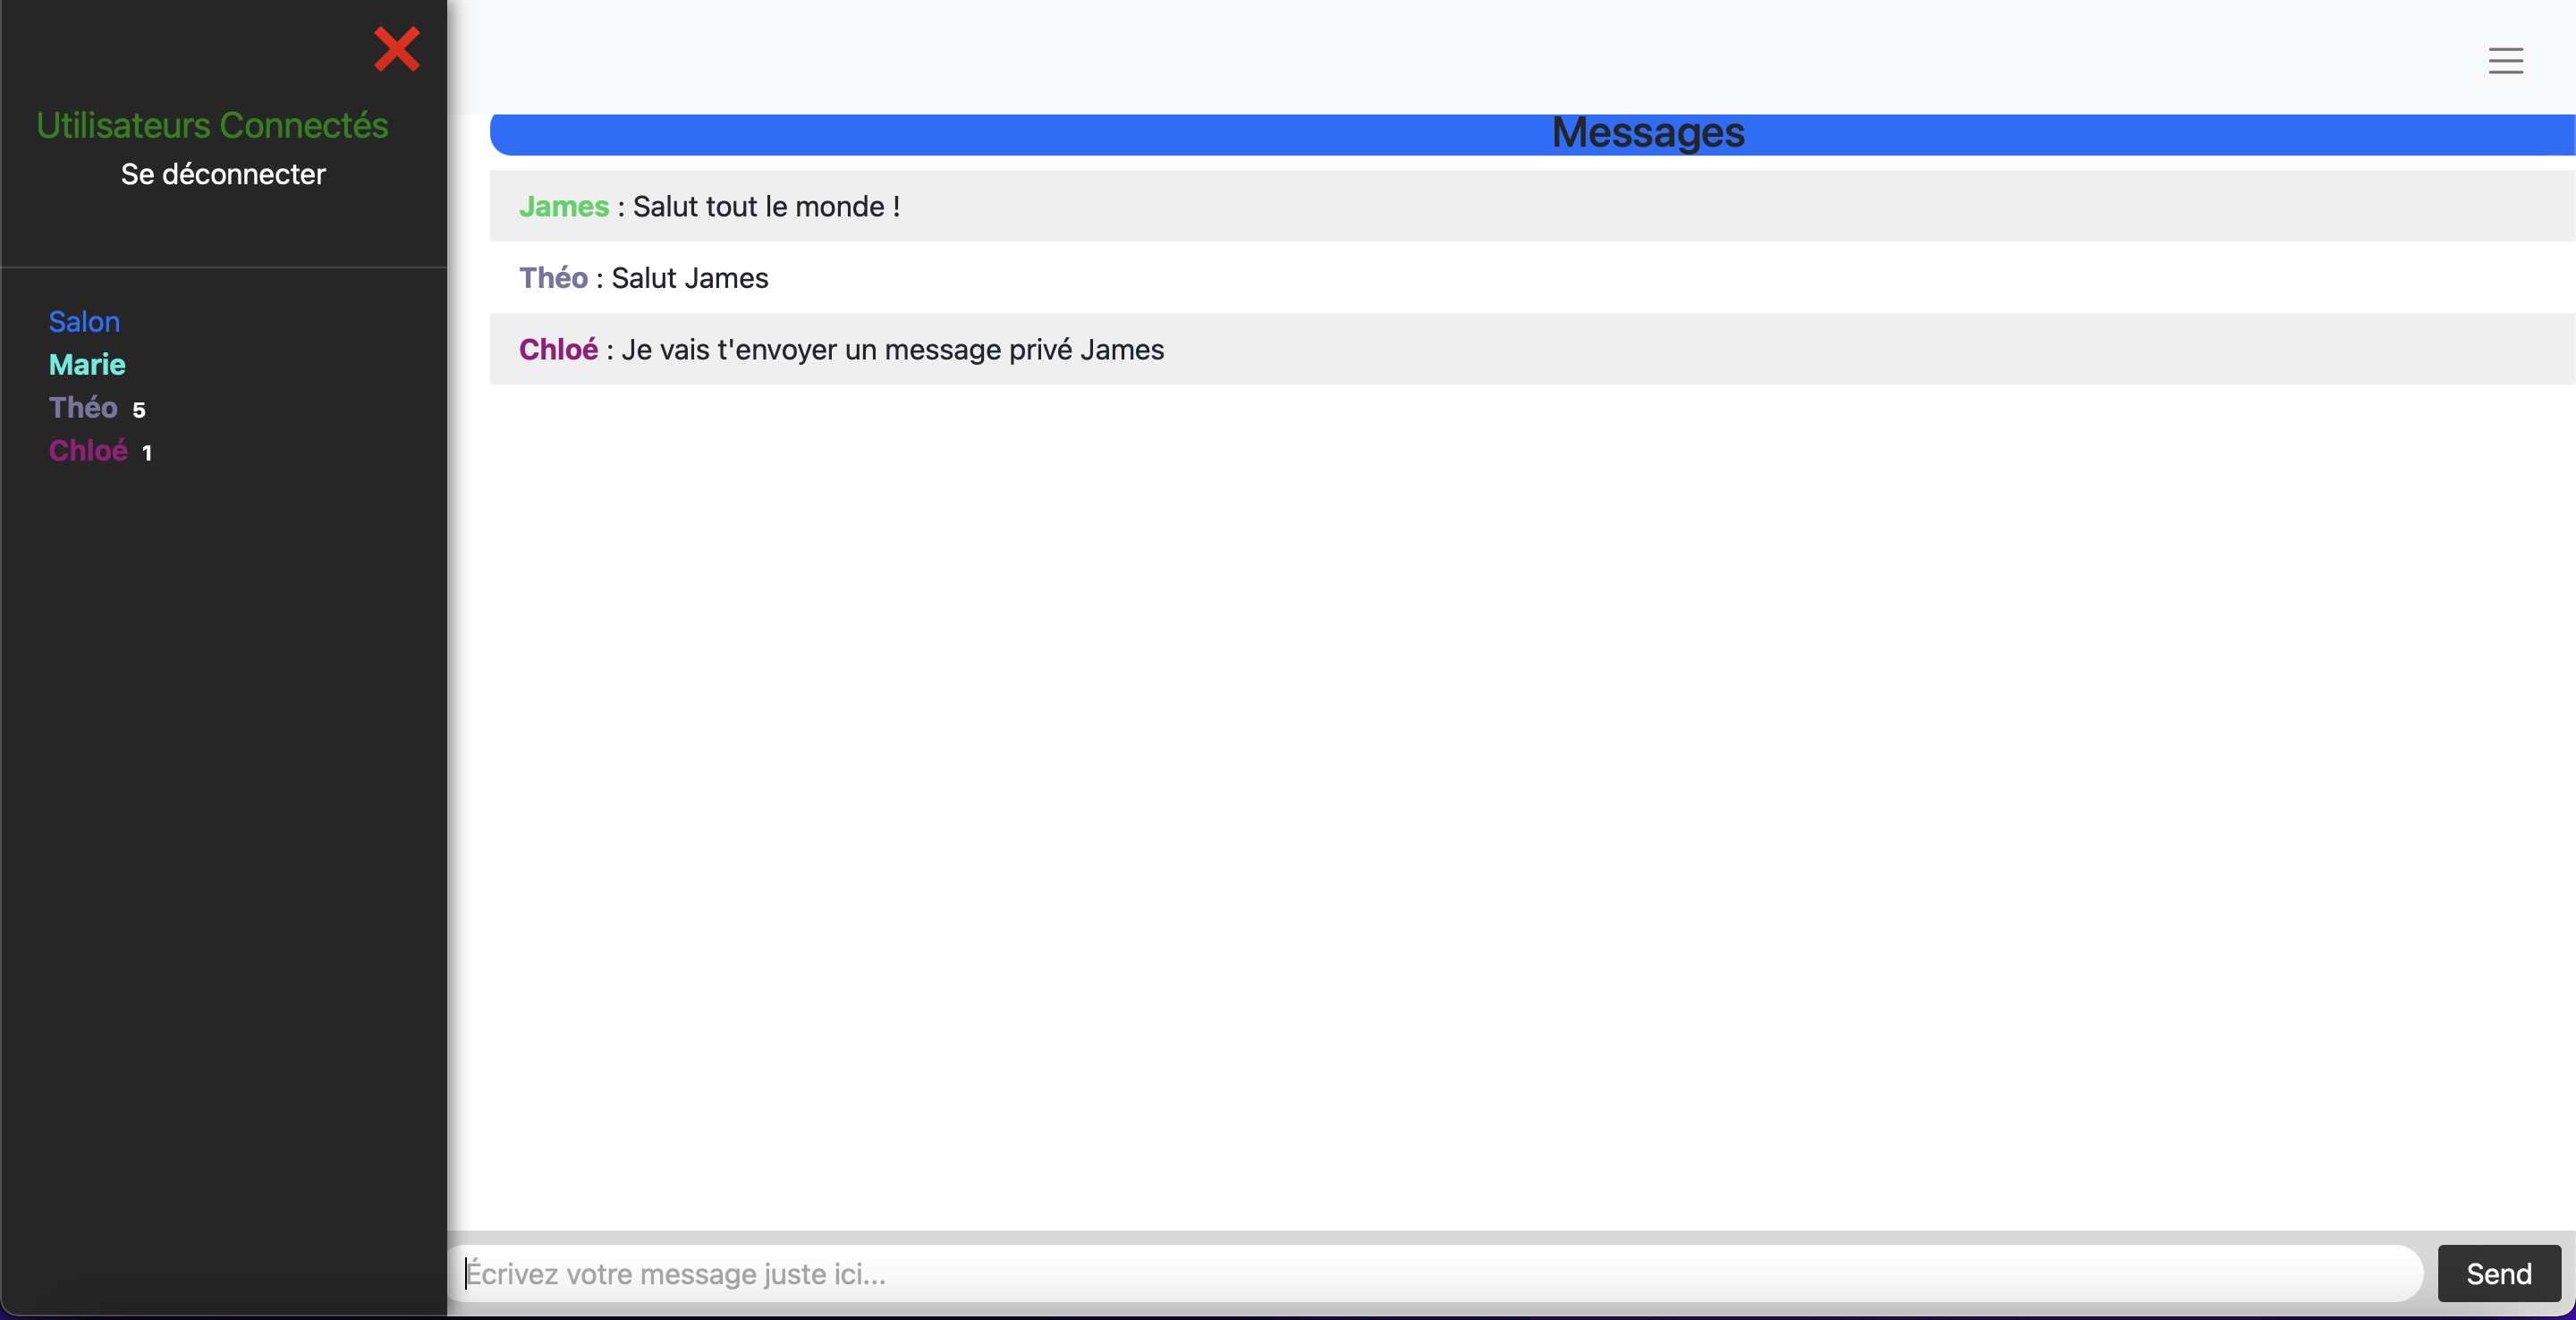 Utilisateurs Connectés
Se déconnecter
Salon
Marie
Théo 5
Chloé 1
Messages
James : Salut tout le monde !
Théo : Salut James
Chloé : Je vais t'envoyer un message privé James
Écrivez votre message juste ici...
Send